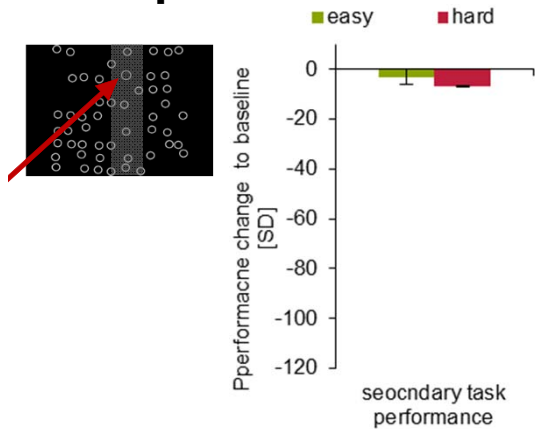 easy hard
0
-20
-40
-60
-80
-100
-120
Pperformacne change to baseline
[SD]
seocndary task
performance